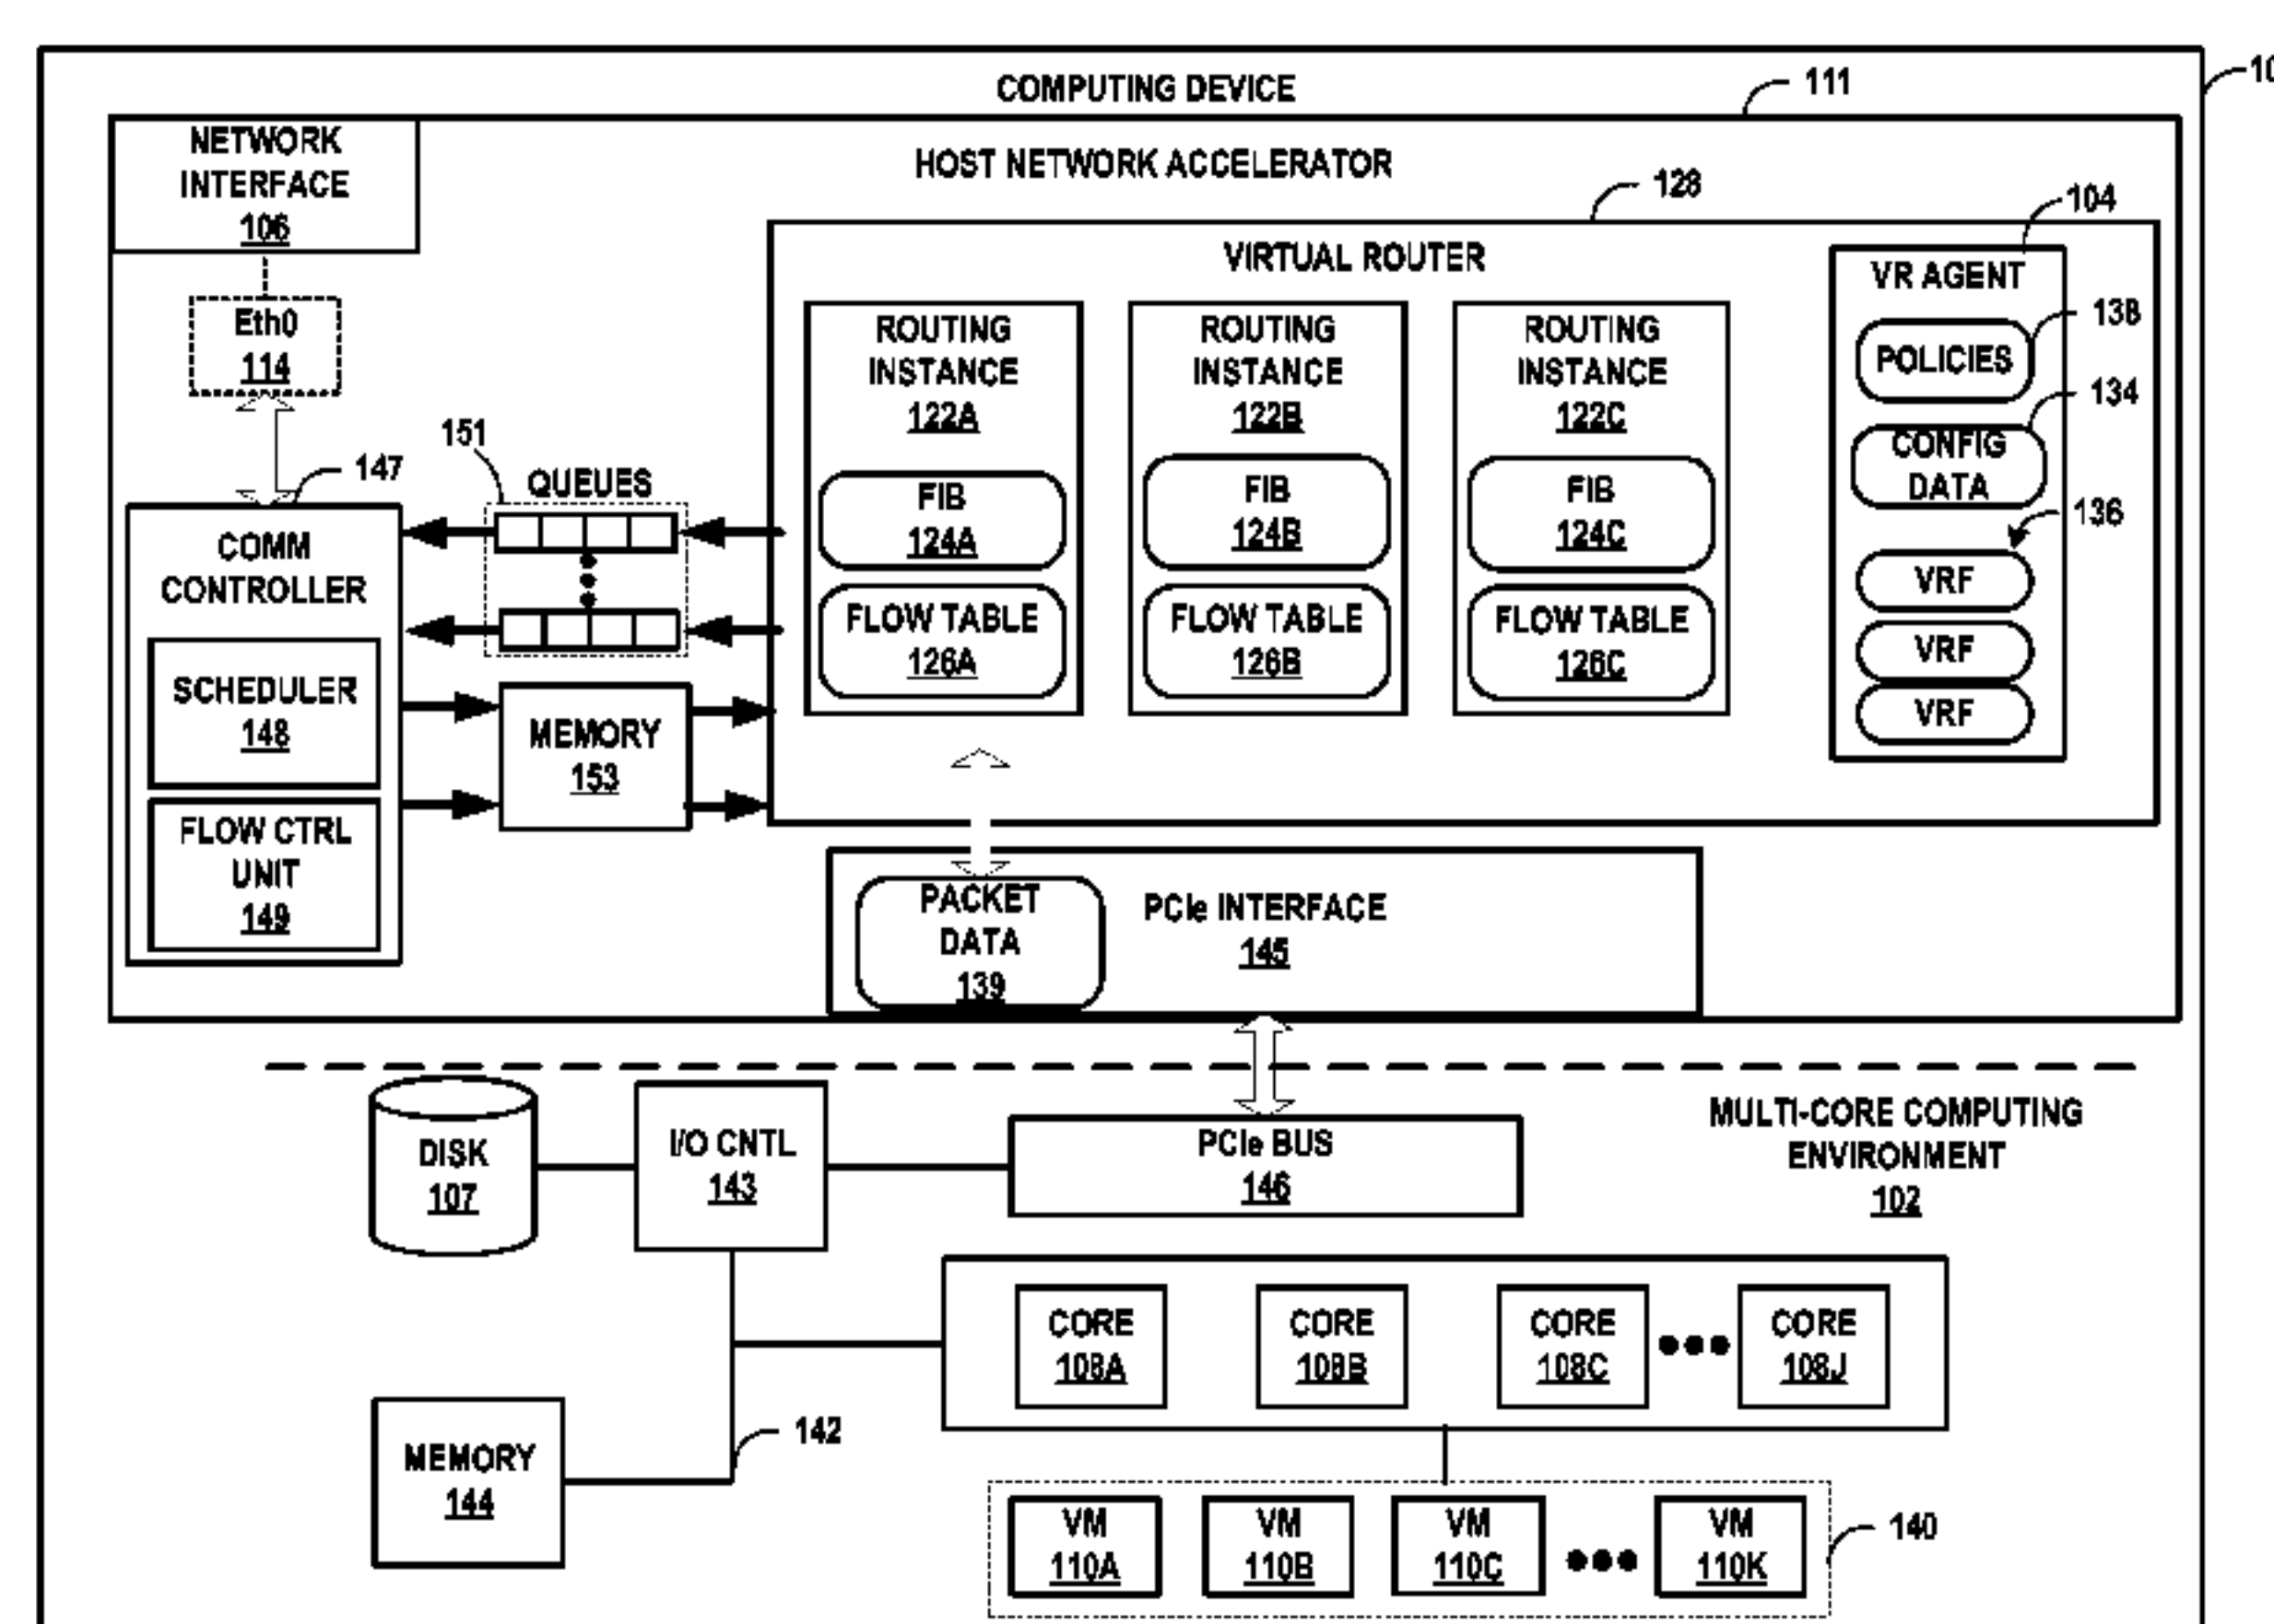 COMPUTING DEVICE
111
10
NETWORK
INTERFACE
106
HOST NETWORK ACCELERATOR
128
104
Eth0
114
VIRTUAL ROUTER
VR AGENT
138
POLICIES
134
CONFIG
DATA
136
VRF
VRF
VRF
ROUTING
INSTANCE
122A
FIB
124A
FLOW TABLE
126A
ROUTING
INSTANCE
122B
FIB
124B
FLOW TABLE
126B
ROUTING
INSTANCE
122C
FIB
124C
FLOW TABLE
126C
151
QUEUES
147
COMM
CONTROLLER
SCHEDULER
148
FLOW CTRL
UNIT
149
MEMORY
153
PACKET
DATA
139
PCIe INTERFACE
145
DISK
107
I/O CNTL
143
PCIe BUS
146
MULTI-CORE COMPUTING
ENVIRONMENT
102
CORE
108A
CORE
108B
CORE
108C
CORE
108J
142
MEMORY
144
VM
110A
VM
110B
VM
110C
VM
110K
140